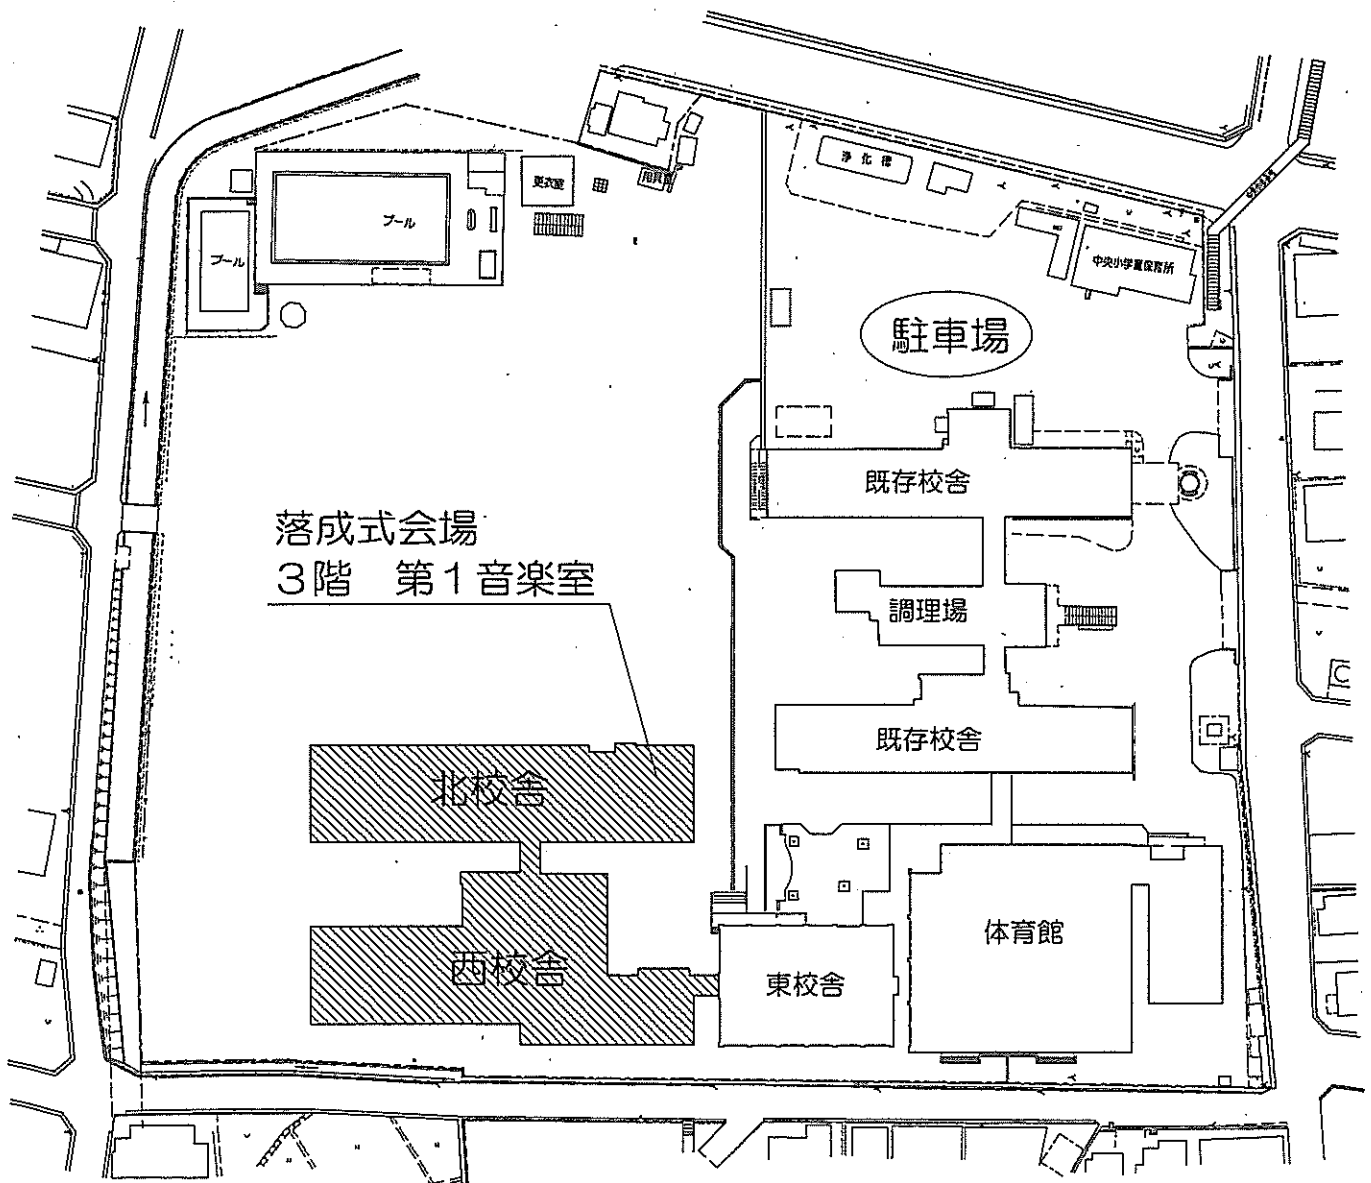 浄化槽
更衣室
プール
プール
中央小学童保育所
駐車場
既存校舎
落成式会場
3階　第1音楽室
調理場
既存校舎
北校舎
体育館
西校舎
東校舎